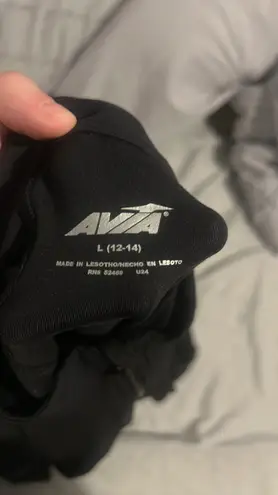 AVIA®
L (12-14)
MADE IN LESOTHO/HECHO EN LESOTO
RN# 52469 U24